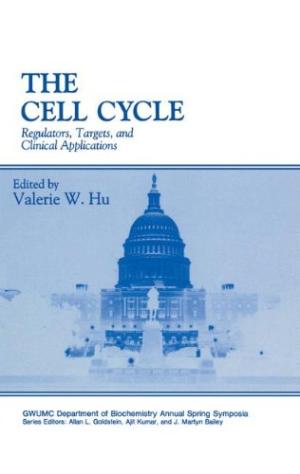 THE
CELL CYCLE
Regulators, Targets, and
Clinical Applications
Edited by
Valerie W. Hu
GWUMC Department of Biochemistry Annual Spring Symposia
Series Editors: Allan L. Goldstein, Ajit Kumar, and J. Martyn Bailey